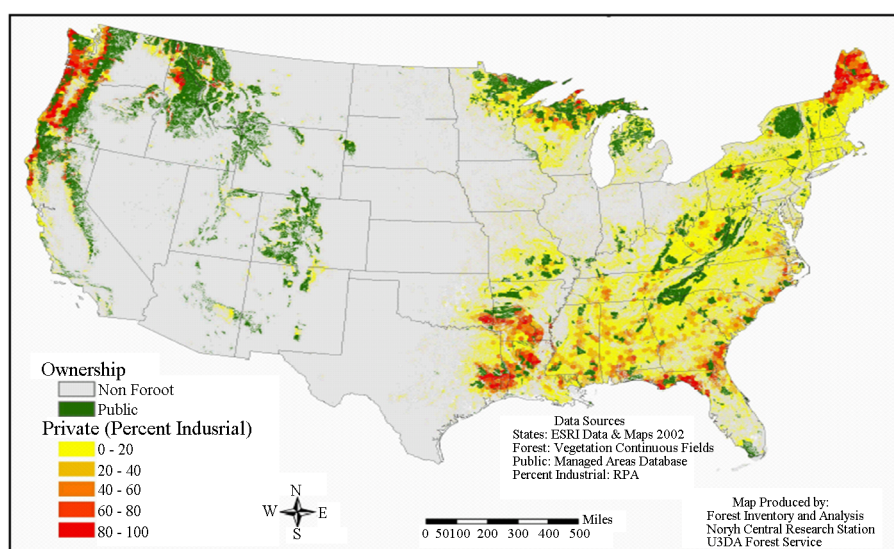 Ownership
Non Foroot
Public
Private (Percent Indusrial)
0 - 20
20 - 40
40 - 60
60 - 80
80 - 100
N
W E
S
Data Sources
States: ESRI Data & Maps 2002
Forest: Vegetation Continuous Fields
Public: Managed Areas Database
Percent Industrial: RPA
Miles
0 50100 200 300 400 500
Map Produced by:
Forest Inventory and Analysis
Noryh Central Research Station
U3DA Forest Service